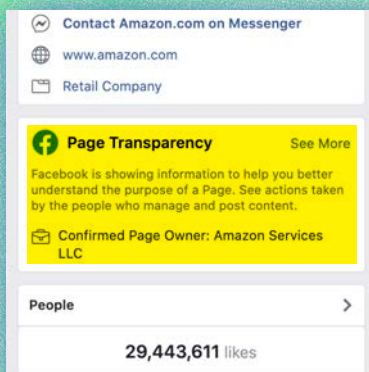 Contact Amazon.com on Messenger
www.amazon.com
Retail Company
Page Transparency See More
Facebook is showing information to help you better
understand the purpose of a Page. See actions taken
by the people who manage and post content.
Confirmed Page Owner: Amazon Services
LLC
People
29,443,611 likes